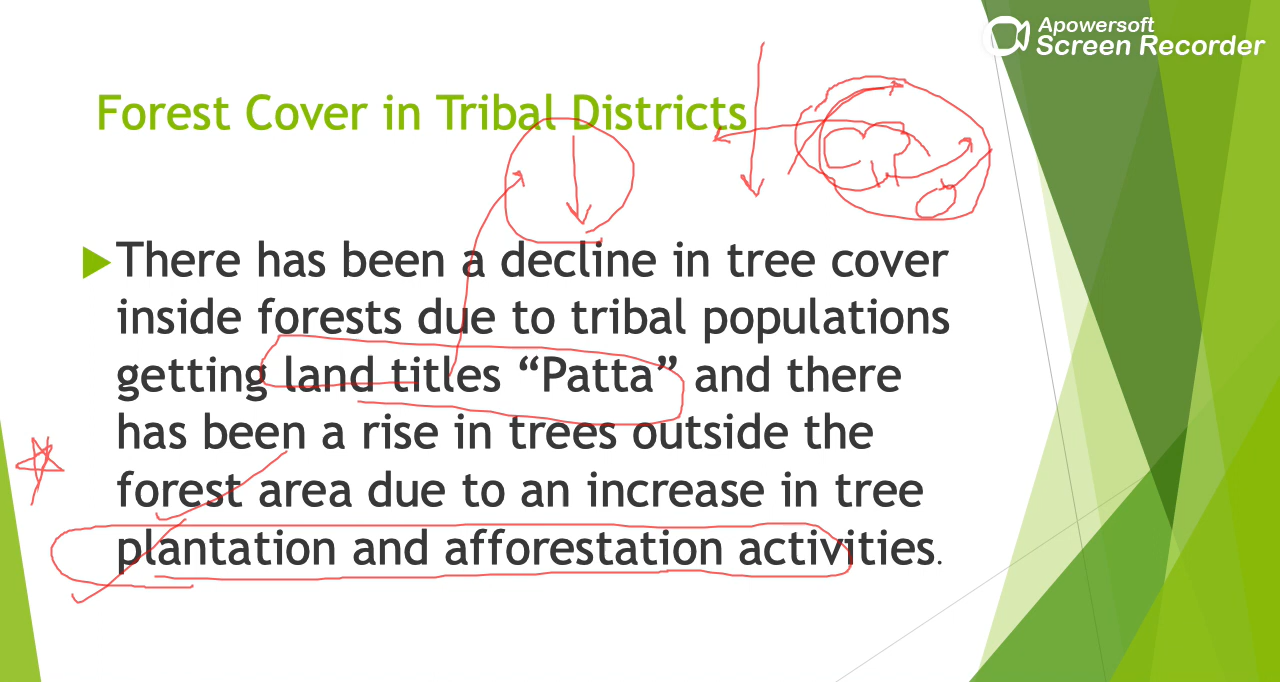 Apowersoft
Screen Recorder
Forest Cover in Tribal Districts
There has been a decline in tree cover
inside forests due to tribal populations
getting land titles “Patta” and there
has been a rise in trees outside the
forest area due to an increase in tree
plantation and afforestation activities.